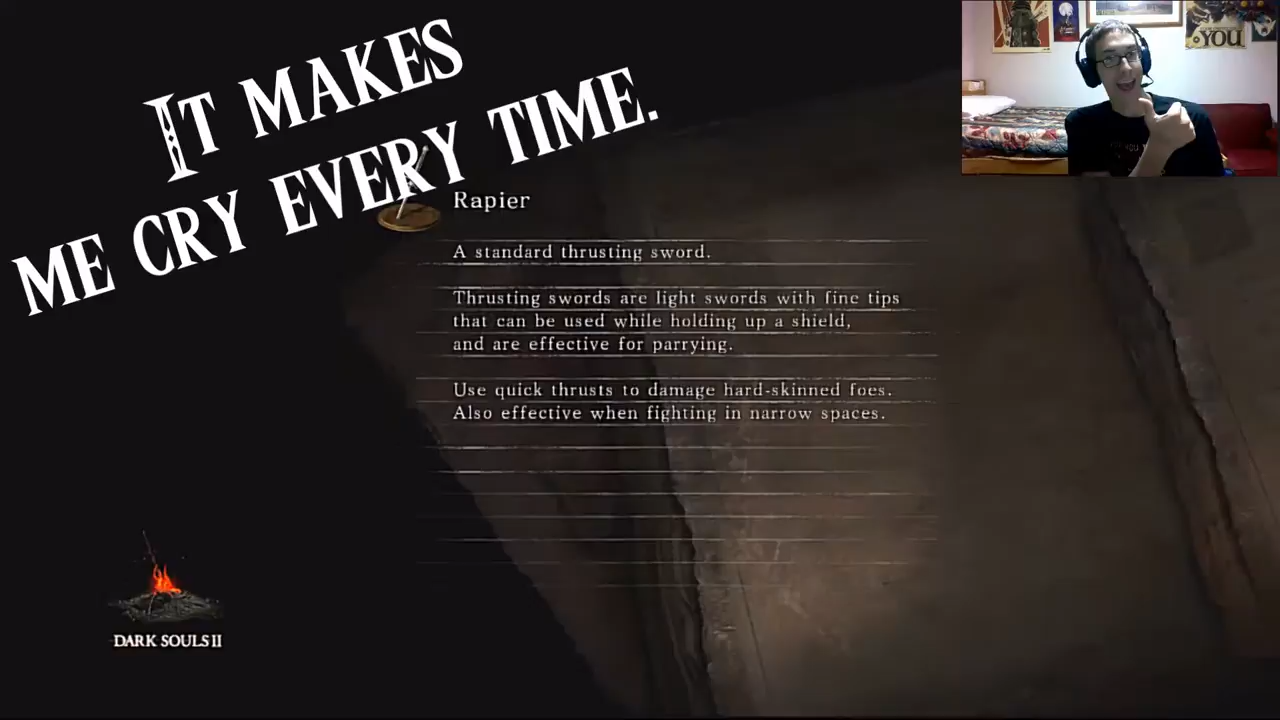 It makes
me cry every time.
YOU
Rapier
A standard thrusting sword.
Thrusting swords are light swords with fine tips
that can be used while holding up a shield,
and are effective for parrying.
Use quick thrusts to damage hard-skinned foes.
Also effective when fighting in narrow spaces.
DARK SOULS II